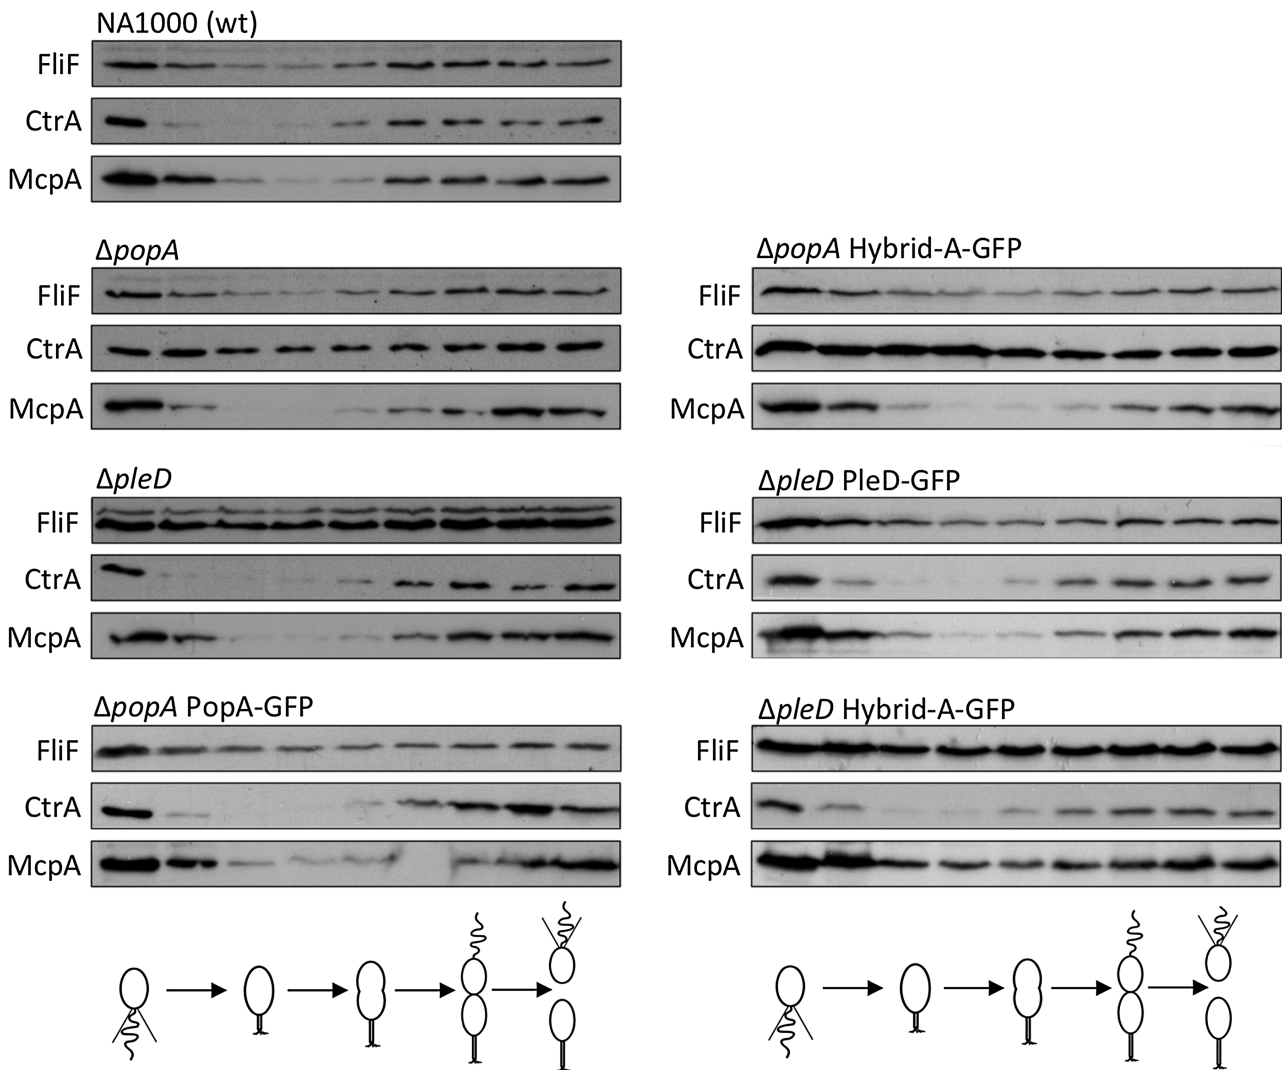 NA1000 (wt)
FliF
CtrA
McpA
ΔpopA
FliF
CtrA
McpA
ΔpopA Hybrid-A-GFP
FliF
CtrA
McpA
ΔpleD
FliF
CtrA
McpA
ΔpleD PleD-GFP
FliF
CtrA
McpA
ΔpopA PopA-GFP
FliF
CtrA
McpA
ΔpleD Hybrid-A-GFP
FliF
CtrA
McpA